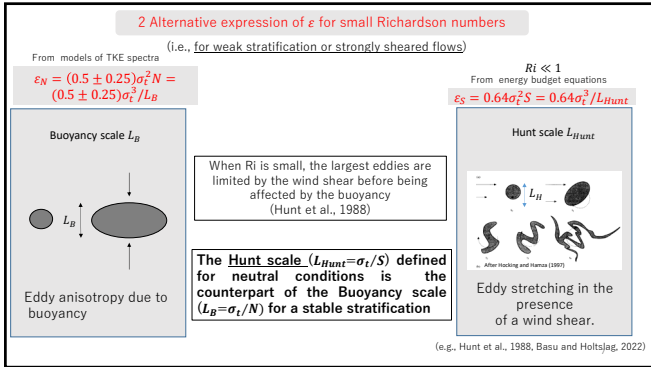 2 Alternative expression of ε for small Richardson numbers
(i.e., for weak stratification or strongly sheared flows)
From models of TKE spectra
ε_N = (0.5 ± 0.25)σ_t^2 N =
(0.5 ± 0.25)σ_t^3/L_B
Buoyancy scale L_B
L_B
Eddy anisotropy due to
buoyancy
When Ri is small, the largest eddies are
limited by the wind shear before being
affected by the buoyancy
(Hunt et al., 1988)
The Hunt scale (L_Hunt=σ_t/S) defined
for neutral conditions is the
counterpart of the Buoyancy scale
(L_B=σ_t/N) for a stable stratification
Ri ≪ 1
From energy budget equations
ε_S = 0.64σ_t^2 S = 0.64σ_t^3/L_Hunt
Hunt scale L_Hunt
L_H
After Hocking and Hamza (1997)
Eddy stretching in the
presence
of a wind shear.
(e.g., Hunt et al., 1988, Basu and Holtslag, 2022)